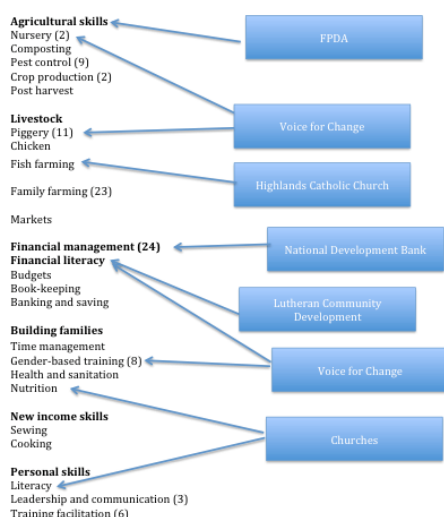 Agricultural skills
Nursery (2)
Composting
Pest control (9)
Crop production (2)
Post harvest
Livestock
Piggery (11)
Chicken
Fish farming
Family farming (23)
Markets
Financial management (24)
Financial literacy
Budgets
Book-keeping
Banking and saving
Building families
Time management
Gender-based training (8)
Health and sanitation
Nutrition
New income skills
Sewing
Cooking
Personal skills
Literacy
Leadership and communication (3)
Training facilitation (6)
FPDA
Voice for Change
Highlands Catholic Church
National Development Bank
Lutheran Community
Development
Voice for Change
Churches